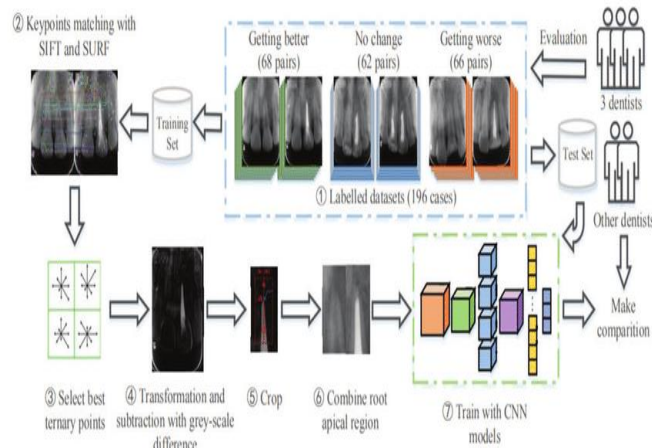 ② Keypoints matching with
SIFT and SURF
Training
Set
Getting better
(68 pairs)
No change
(62 pairs)
Getting worse
(66 pairs)
① Labelled datasets (196 cases)
Evaluation
3 dentists
Test Set
Other dentists
③ Select best
ternary points
④ Transformation and
subtraction with grey-scale
difference
⑤ Crop
⑥ Combine root
apical region
⑦ Train with CNN
models
Make
comparition